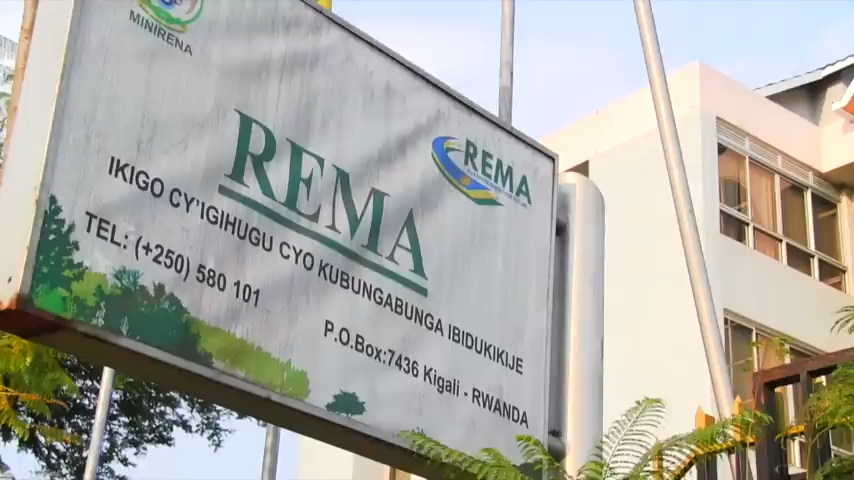 MINIRENA
REMA
REMA
IKIGO CY'IGIHUGU CYO KUBUNGABUNGA IBIDUKIKIJE
TEL: (+250) 580 101
P.O.Box:7436 Kigali - RWANDA